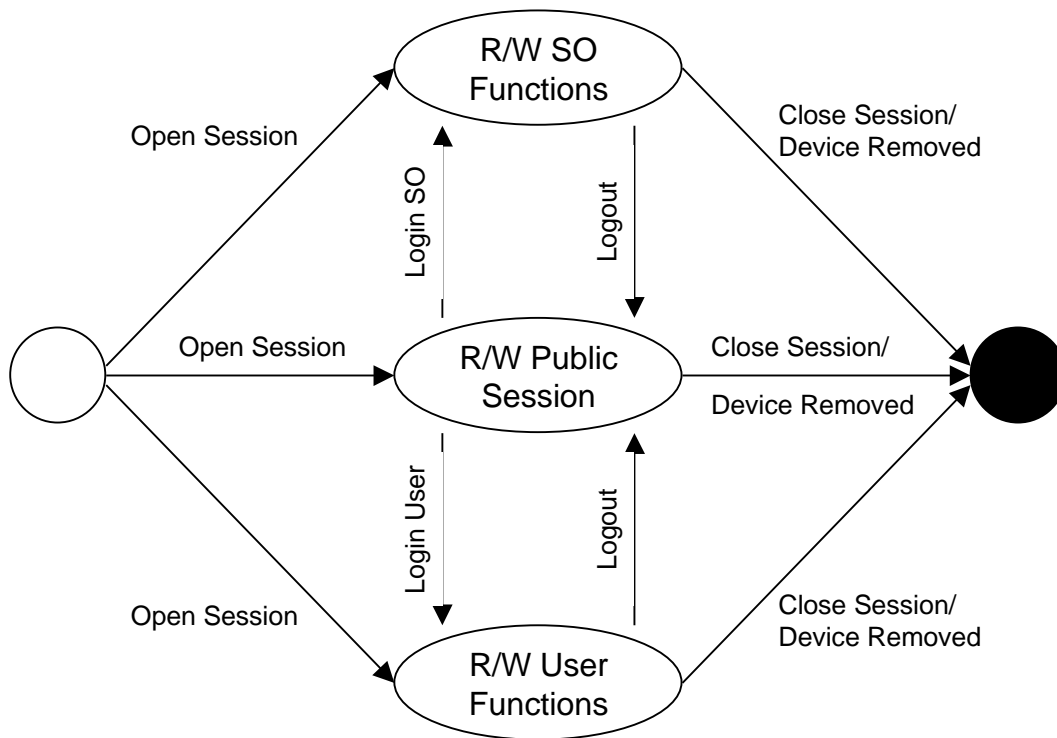 R/W SO
Functions
Open Session
Close Session/
Device Removed
Login SO
Logout
Open Session
R/W Public
Session
Close Session/
Device Removed
Login User
Logout
Open Session
Close Session/
Device Removed
R/W User
Functions